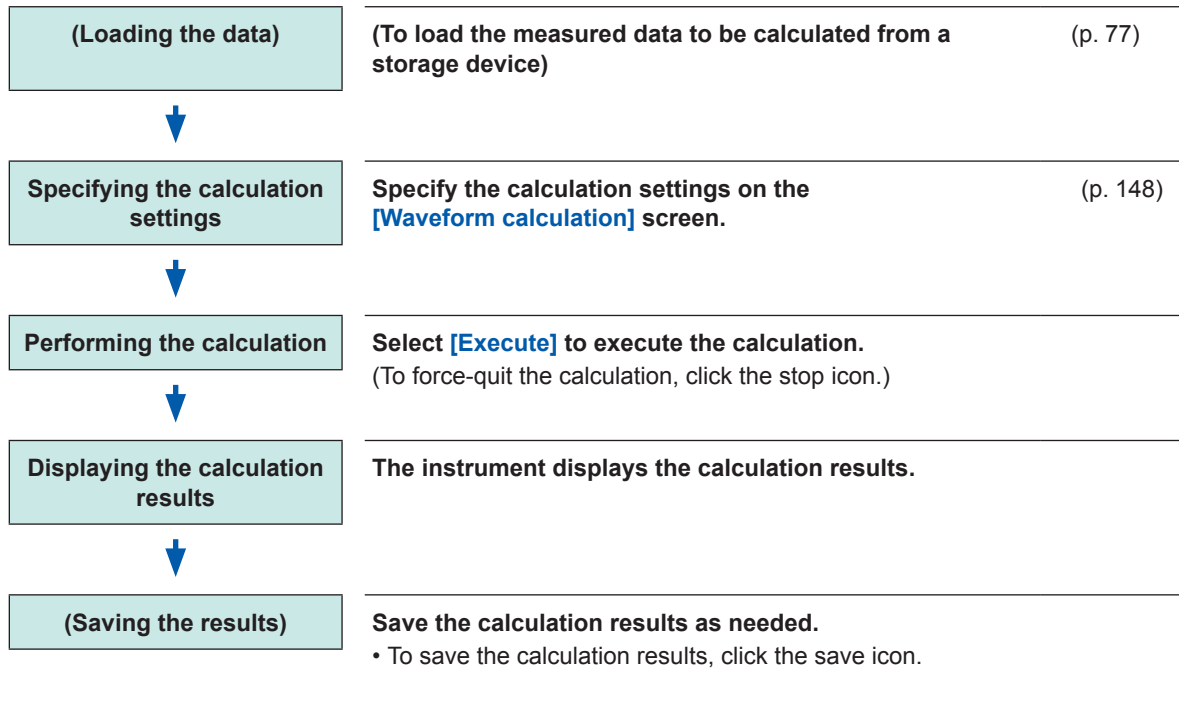 (Loading the data)
(To load the measured data to be calculated from a
storage device)
(p. 77)
Specifying the calculation
settings
Specify the calculation settings on the
[Waveform calculation] screen.
(p. 148)
Performing the calculation
Select [Execute] to execute the calculation.
(To force-quit the calculation, click the stop icon.)
Displaying the calculation
results
The instrument displays the calculation results.
(Saving the results)
Save the calculation results as needed.
• To save the calculation results, click the save icon.